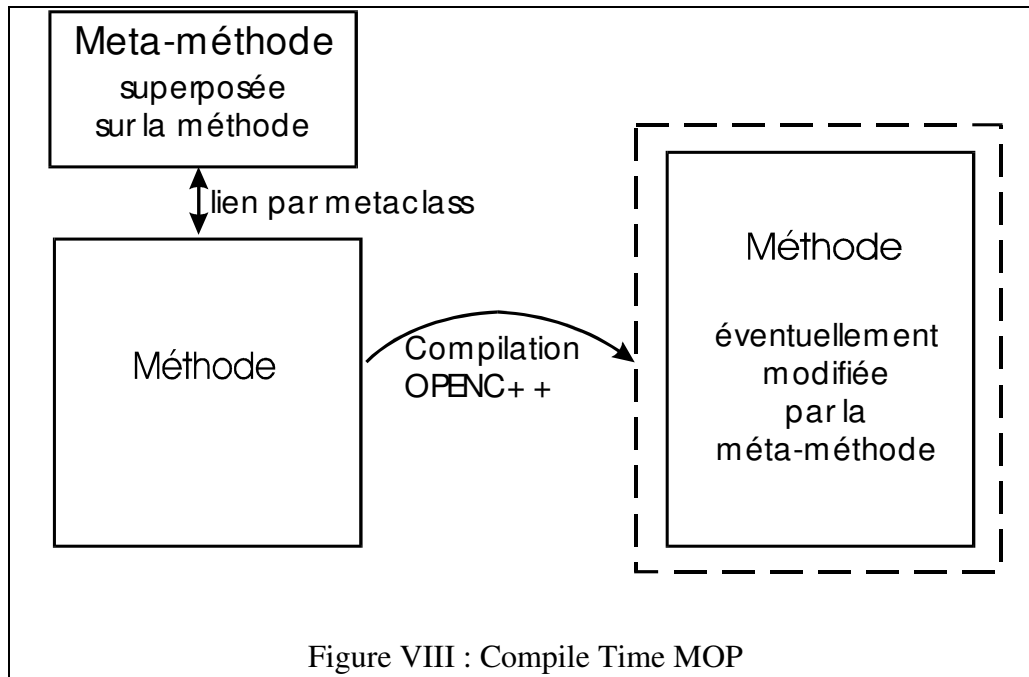 Meta-méthode
superposée
sur la méthode
lien par metaclass
Méthode
Compilation
OPENC++
Méthode
éventuellement
modifiée
par la
méta-méthode
Figure VIII : Compile Time MOP